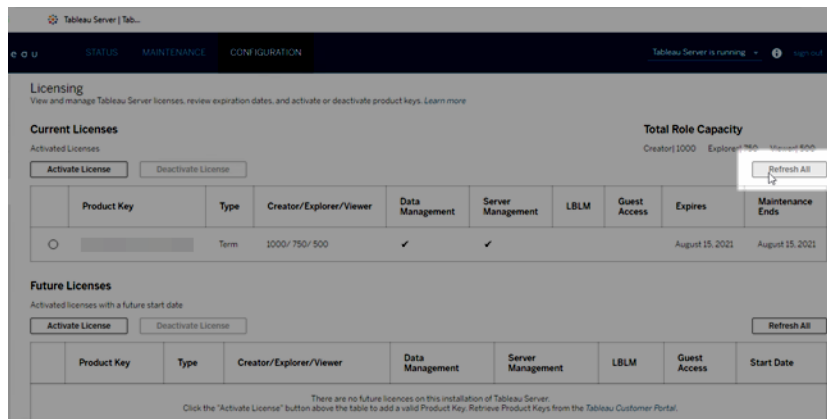 Tableau Server | Tab...
e a u STATUS MAINTENANCE CONFIGURATION Tableau Server is running sign out
Licensing
View and manage Tableau Server licenses, review expiration dates, and activate or deactivate product keys. Learn more
Current Licenses Total Role Capacity
Activated Licenses Creator| 1000 Explorer| 750 Viewer| 500
Activate License Deactivate License Refresh All
Product Key Type Creator/Explorer/Viewer Data Management Server Management LBLM Guest Access Expires Maintenance Ends
Term 1000/ 750/ 500 ✔ ✔ August 15, 2021 August 15, 2021
Future Licenses
Activated licenses with a future start date
Activate License Deactivate License Refresh All
Product Key Type Creator/Explorer/Viewer Data Management Server Management LBLM Guest Access Start Date
There are no future licences on this installation of Tableau Server.
Click the "Activate License" button above the table to add a valid Product Key. Retrieve Product Keys from the Tableau Customer Portal.